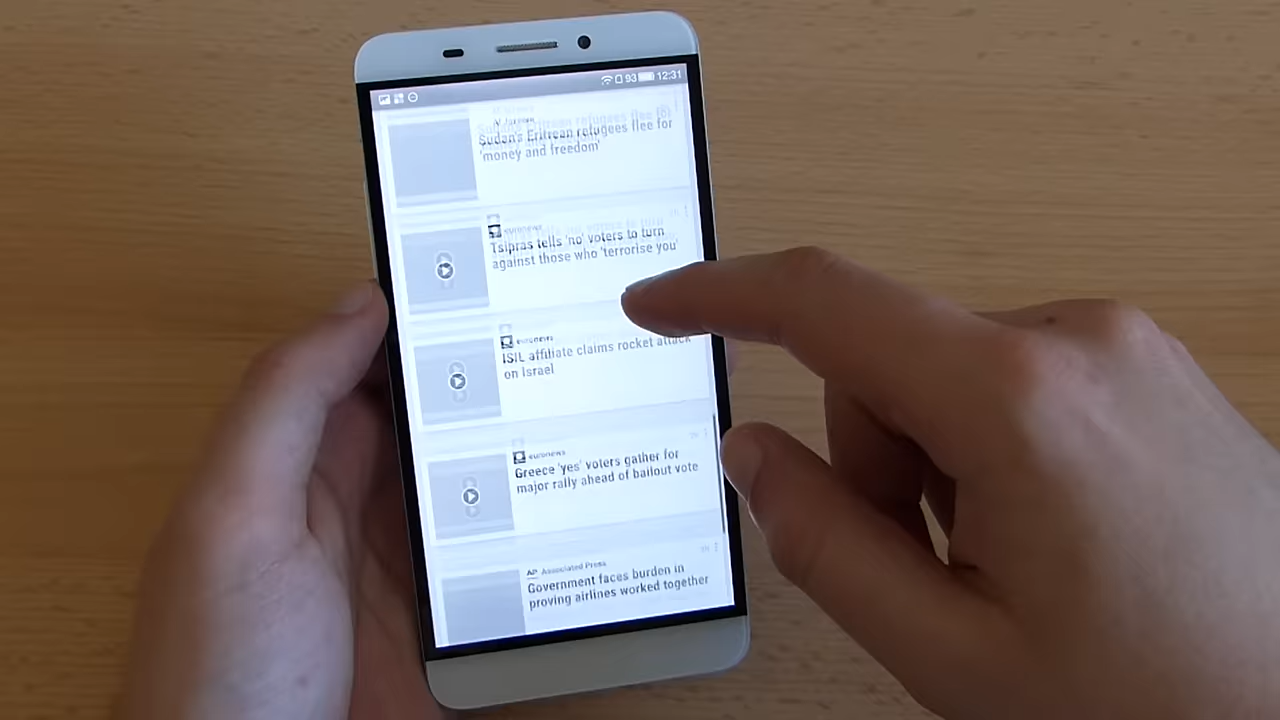 93 12:31
Sudan's Eritrean refugees flee for
'money and freedom'
euronews
Tsipras tells 'no' voters to turn
against those who 'terrorise you'
euronews
ISIL affiliate claims rocket attack
on Israel
euronews
Greece 'yes' voters gather for
major rally ahead of bailout vote
AP Associated Press
Government faces burden in
proving airlines worked together